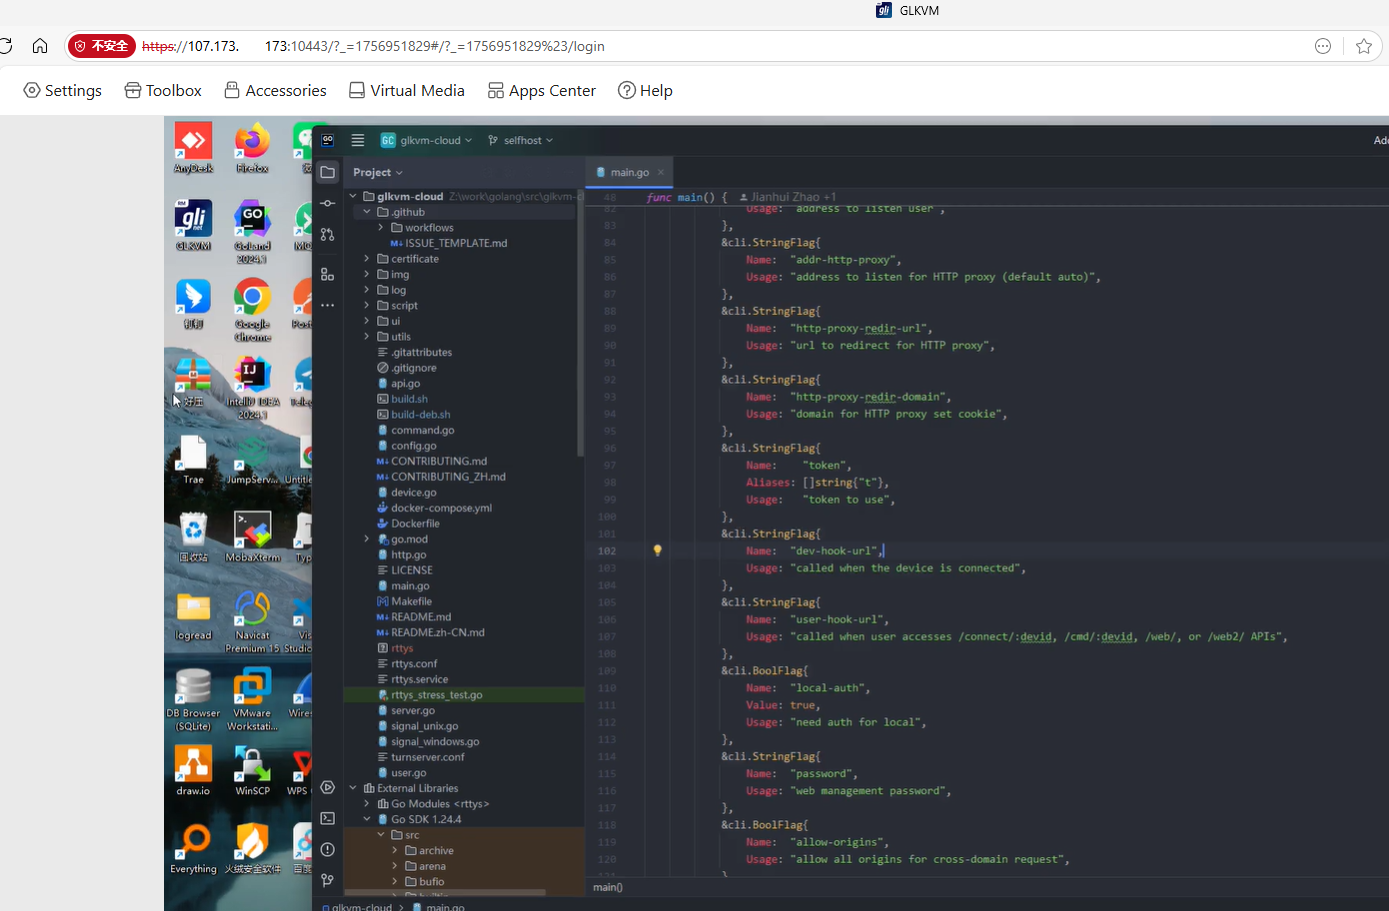 gli GLKVM
不安全 https://107.173. 173:10443/?_=1756951829#/?_=1756951829%23/login
Settings Toolbox Accessories Virtual Media Apps Center Help
AnyDesk Firefox
GLKVM GoLand 2024.1
钉钉 Google Chrome
好压 IntelliJ IDEA 2024.1
Trae JumpServ...
回收站 MobaXterm
logread Navicat Premium 15
DB Browser (SQLite) VMware Workstati...
draw.io WinSCP WPS
Everything 火绒安全软件
GO GC glkvm-cloud selfhost
Project
glkvm-cloud Z:\work\golang\src\glkvm-c
.github
workflows
M↓ ISSUE_TEMPLATE.md
certificate
img
log
script
ui
utils
.gitattributes
.gitignore
api.go
build.sh
build-deb.sh
command.go
config.go
M↓ CONTRIBUTING.md
M↓ CONTRIBUTING_ZH.md
device.go
docker-compose.yml
Dockerfile
go.mod
http.go
LICENSE
main.go
Makefile
M↓ README.md
M↓ README.zh-CN.md
rttys
rttys.conf
rttys.service
rttys_stress_test.go
server.go
signal_unix.go
signal_windows.go
turnserver.conf
user.go
External Libraries
Go Modules <rttys>
Go SDK 1.24.4
src
archive
arena
bufio
main.go
48 func main() { Jianhui Zhao +1
82 Usage: "address to listen user",
83 },
84 &cli.StringFlag{
85 Name: "addr-http-proxy",
86 Usage: "address to listen for HTTP proxy (default auto)",
87 },
88 &cli.StringFlag{
89 Name: "http-proxy-redir-url",
90 Usage: "url to redirect for HTTP proxy",
91 },
92 &cli.StringFlag{
93 Name: "http-proxy-redir-domain",
94 Usage: "domain for HTTP proxy set cookie",
95 },
96 &cli.StringFlag{
97 Name: "token",
98 Aliases: []string{"t"},
99 Usage: "token to use",
100 },
101 &cli.StringFlag{
102 Name: "dev-hook-url",
103 Usage: "called when the device is connected",
104 },
105 &cli.StringFlag{
106 Name: "user-hook-url",
107 Usage: "called when user accesses /connect/:devid, /cmd/:devid, /web/, or /web2/ APIs",
108 },
109 &cli.BoolFlag{
110 Name: "local-auth",
111 Value: true,
112 Usage: "need auth for local",
113 },
114 &cli.StringFlag{
115 Name: "password",
116 Usage: "web management password",
117 },
118 &cli.BoolFlag{
119 Name: "allow-origins",
120 Usage: "allow all origins for cross-domain request",
main()
glkvm-cloud > main.go